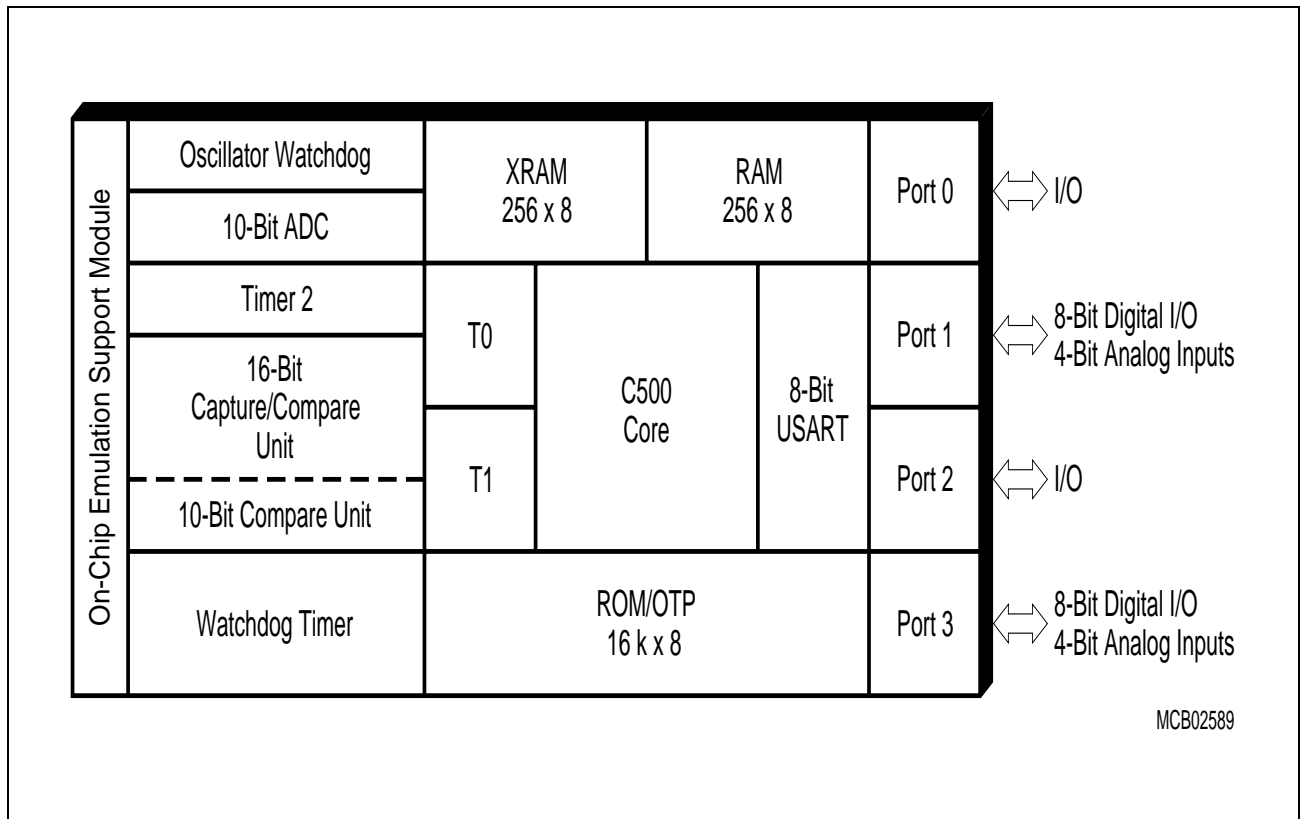 On-Chip Emulation Support Module
Oscillator Watchdog
10-Bit ADC
Timer 2
16-Bit
Capture/Compare
Unit
10-Bit Compare Unit
Watchdog Timer
XRAM
256 x 8
RAM
256 x 8
T0
T1
C500
Core
8-Bit
USART
ROM/OTP
16 k x 8
Port 0
I/O
Port 1
8-Bit Digital I/O
4-Bit Analog Inputs
Port 2
I/O
Port 3
8-Bit Digital I/O
4-Bit Analog Inputs
MCB02589